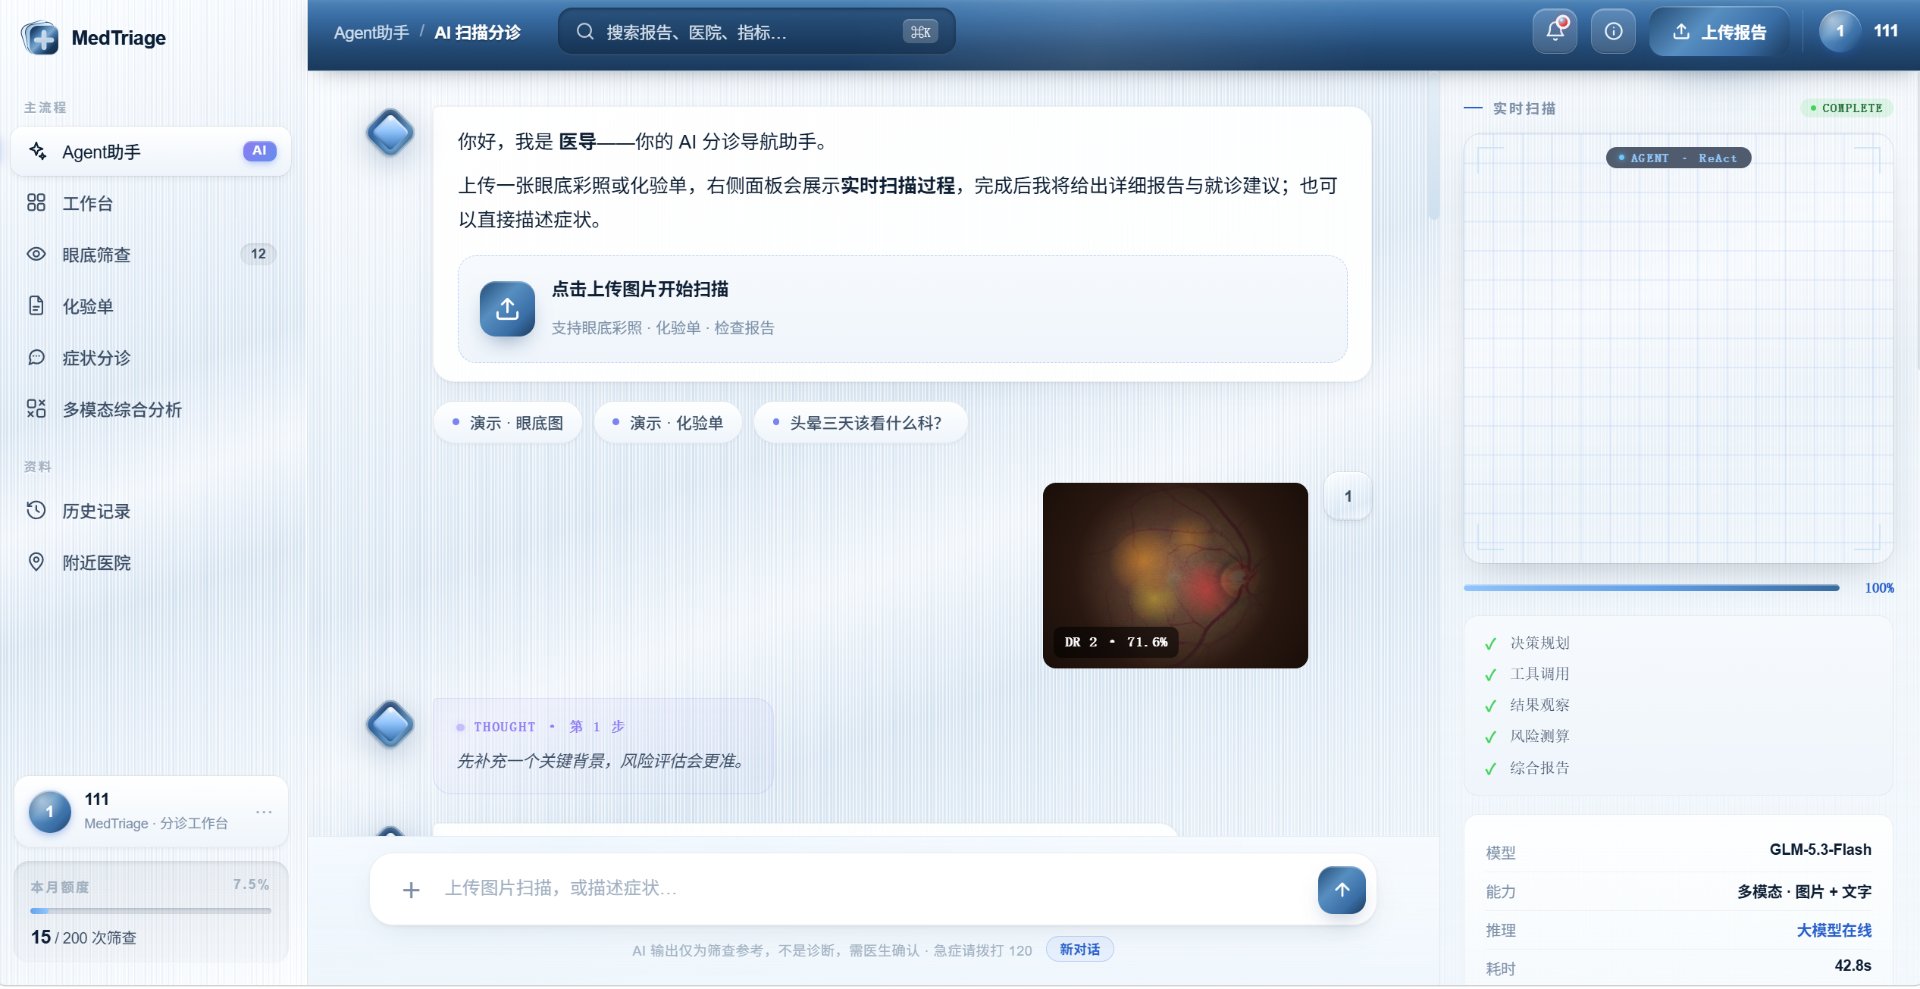 MedTriage
主流程
Agent助手 AI
工作台
眼底筛查 12
化验单
症状分诊
多模态综合分析
资料
历史记录
附近医院
1
111
MedTriage · 分诊工作台
...
本月额度 7.5%
15 / 200 次筛查
Agent助手 / AI 扫描分诊
搜索报告、医院、指标... ⌘K
上传报告
1 111
你好，我是 医导——你的 AI 分诊导航助手。
上传一张眼底彩照或化验单，右侧面板会展示实时扫描过程，完成后我将给出详细报告与就诊建议；也可
以直接描述症状。
点击上传图片开始扫描
支持眼底彩照 · 化验单 · 检查报告
演示 · 眼底图
演示 · 化验单
头晕三天该看什么科？
1
DR 2 · 71.6%
THOUGHT · 第 1 步
先补充一个关键背景，风险评估会更准。
上传图片扫描，或描述症状...
AI 输出仅为筛查参考，不是诊断，需医生确认 · 急症请拨打 120
新对话
实时扫描 COMPLETE
AGENT · ReAct
100%
决策规划
工具调用
结果观察
风险测算
综合报告
模型 GLM-5.3-Flash
能力 多模态 · 图片 + 文字
推理 大模型在线
耗时 42.8s